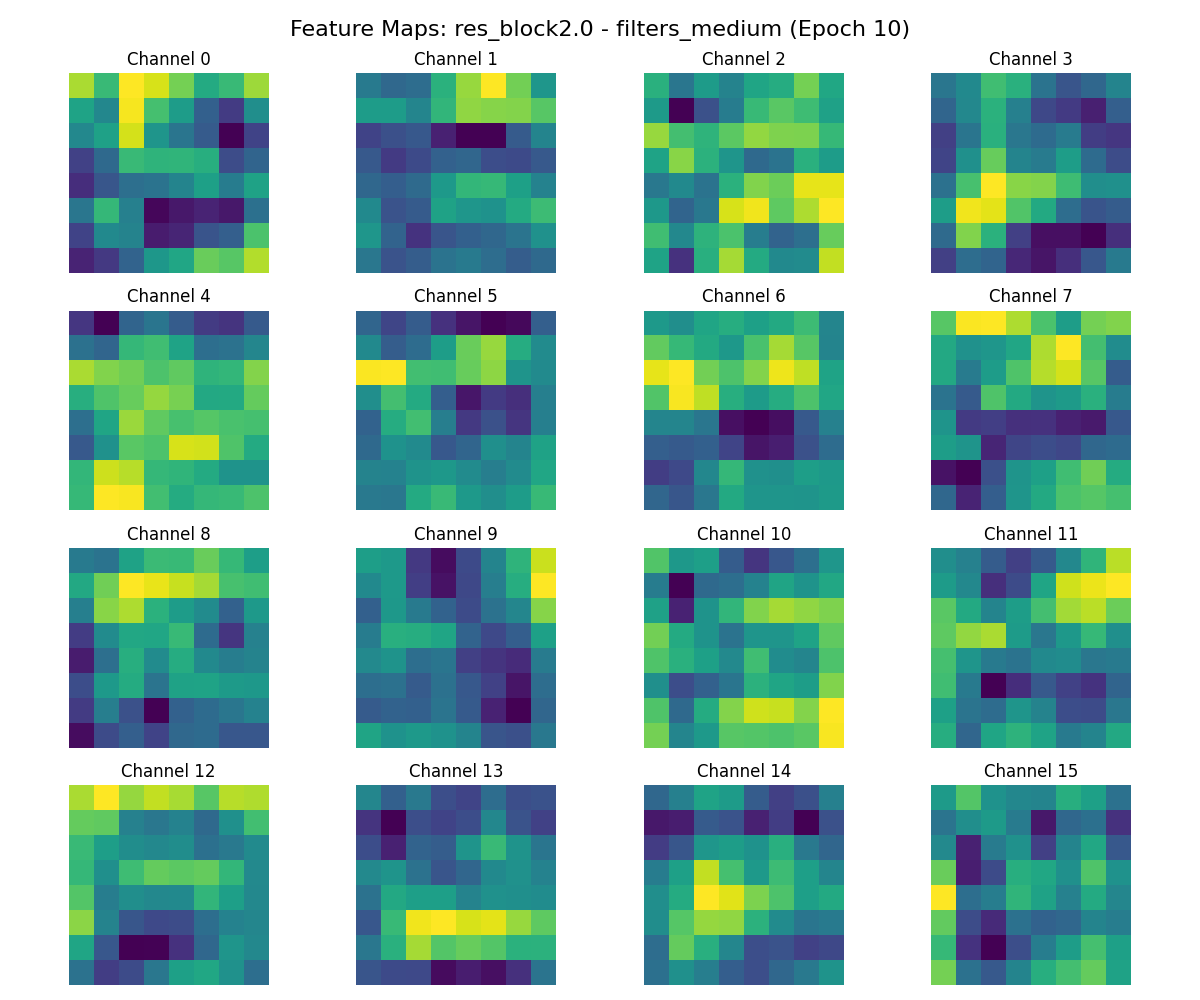 Feature Maps: res_block2.0 - filters_medium (Epoch 10)
Channel 0
Channel 1
Channel 2
Channel 3
Channel 4
Channel 5
Channel 6
Channel 7
Channel 8
Channel 9
Channel 10
Channel 11
Channel 12
Channel 13
Channel 14
Channel 15